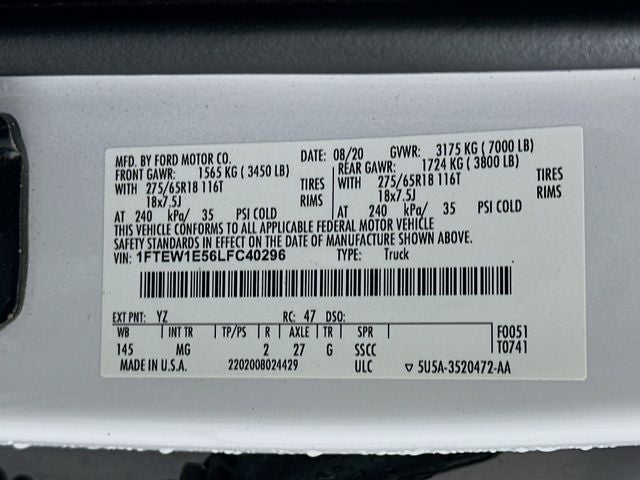 MFD. BY FORD MOTOR CO. DATE: 08/20 GVWR: 3175 KG ( 7000 LB)
FRONT GAWR: 1565 KG ( 3450 LB) REAR GAWR: 1724 KG ( 3800 LB)
WITH 275/65R18 116T TIRES WITH 275/65R18 116T TIRES
18x7.5J RIMS 18x7.5J RIMS
AT 240 kPa/ 35 PSI COLD AT 240 kPa/ 35 PSI COLD
THIS VEHICLE CONFORMS TO ALL APPLICABLE FEDERAL MOTOR VEHICLE
SAFETY STANDARDS IN EFFECT ON THE DATE OF MANUFACTURE SHOWN ABOVE.
VIN: 1FTEW1E56LFC40296 TYPE: Truck
EXT PNT: YZ RC: 47 DSO:
WB INT TR TP/PS R AXLE TR SPR F0051
145 MG 2 27 G SSCC T0741
MADE IN U.S.A. 2202008024429 ULC ▽ 5U5A-3520472-AA